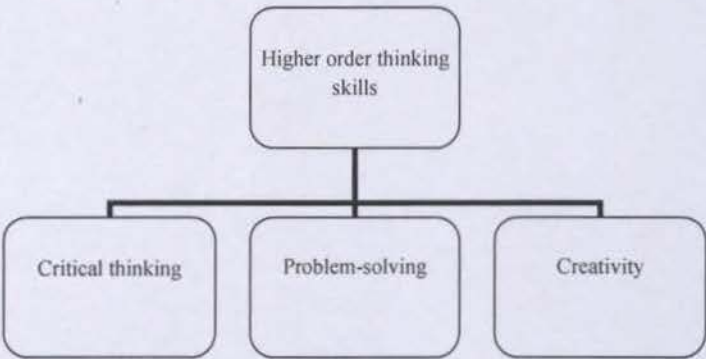 Higher order thinking
skills
Critical thinking
Problem-solving
Creativity